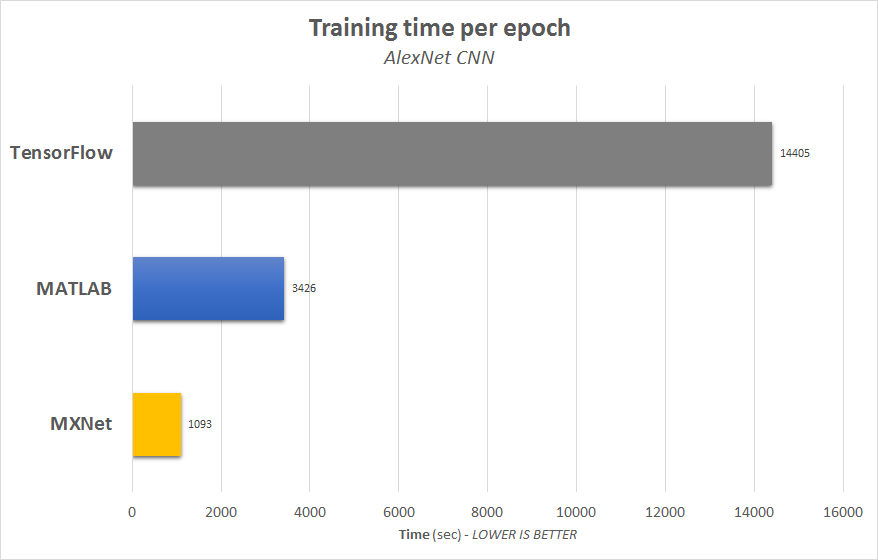 Training time per epoch
AlexNet CNN
TensorFlow
14405
MATLAB
3426
MXNet
1093
0 2000 4000 6000 8000 10000 12000 14000 16000
Time (sec) - LOWER IS BETTER